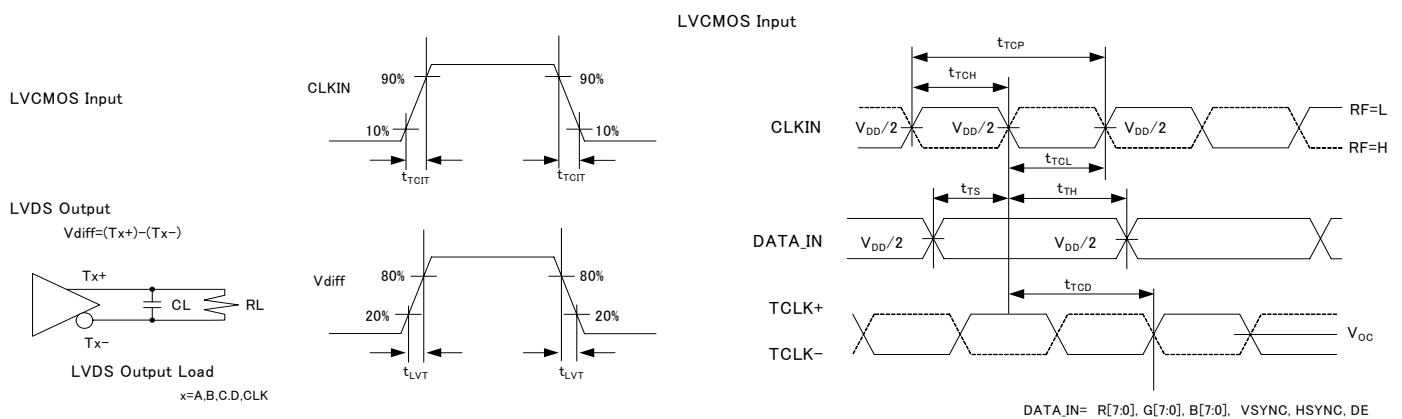 LVCMOS Input
CLKIN
90%
90%
10%
10%
tTCIT
tTCIT
LVDS Output
Vdiff=(Tx+)-(Tx-)
Tx+
CL
RL
Tx-
LVDS Output Load
x=A,B,C.D,CLK
Vdiff
80%
80%
20%
20%
tLVT
tLVT
LVCMOS Input
tTCP
tTCH
CLKIN
VDD/2
VDD/2
VDD/2
RF=L
RF=H
tTCL
tTS
tTH
DATA_IN
VDD/2
VDD/2
tTCD
TCLK+
TCLK-
VOC
DATA_IN= R[7:0], G[7:0], B[7:0], VSYNC, HSYNC, DE